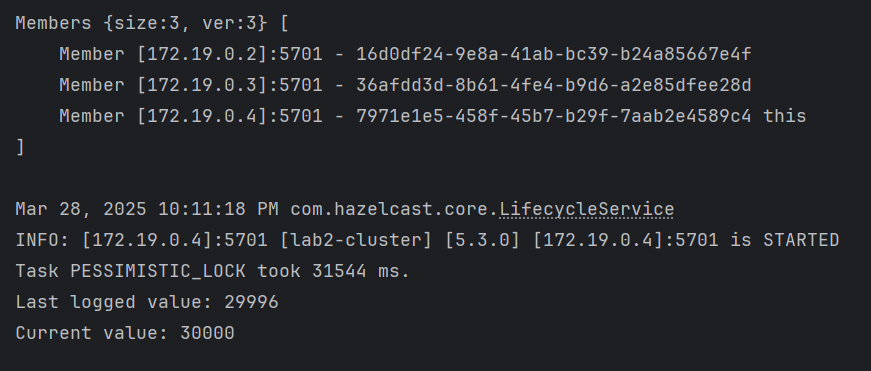 Members {size:3, ver:3} [
    Member [172.19.0.2]:5701 - 16d0df24-9e8a-41ab-bc39-b24a85667e4f
    Member [172.19.0.3]:5701 - 36afdd3d-8b61-4fe4-b9d6-a2e85dfee28d
    Member [172.19.0.4]:5701 - 7971e1e5-458f-45b7-b29f-7aab2e4589c4 this
]
Mar 28, 2025 10:11:18 PM com.hazelcast.core.LifecycleService
INFO: [172.19.0.4]:5701 [lab2-cluster] [5.3.0] [172.19.0.4]:5701 is STARTED
Task PESSIMISTIC_LOCK took 31544 ms.
Last logged value: 29996
Current value: 30000